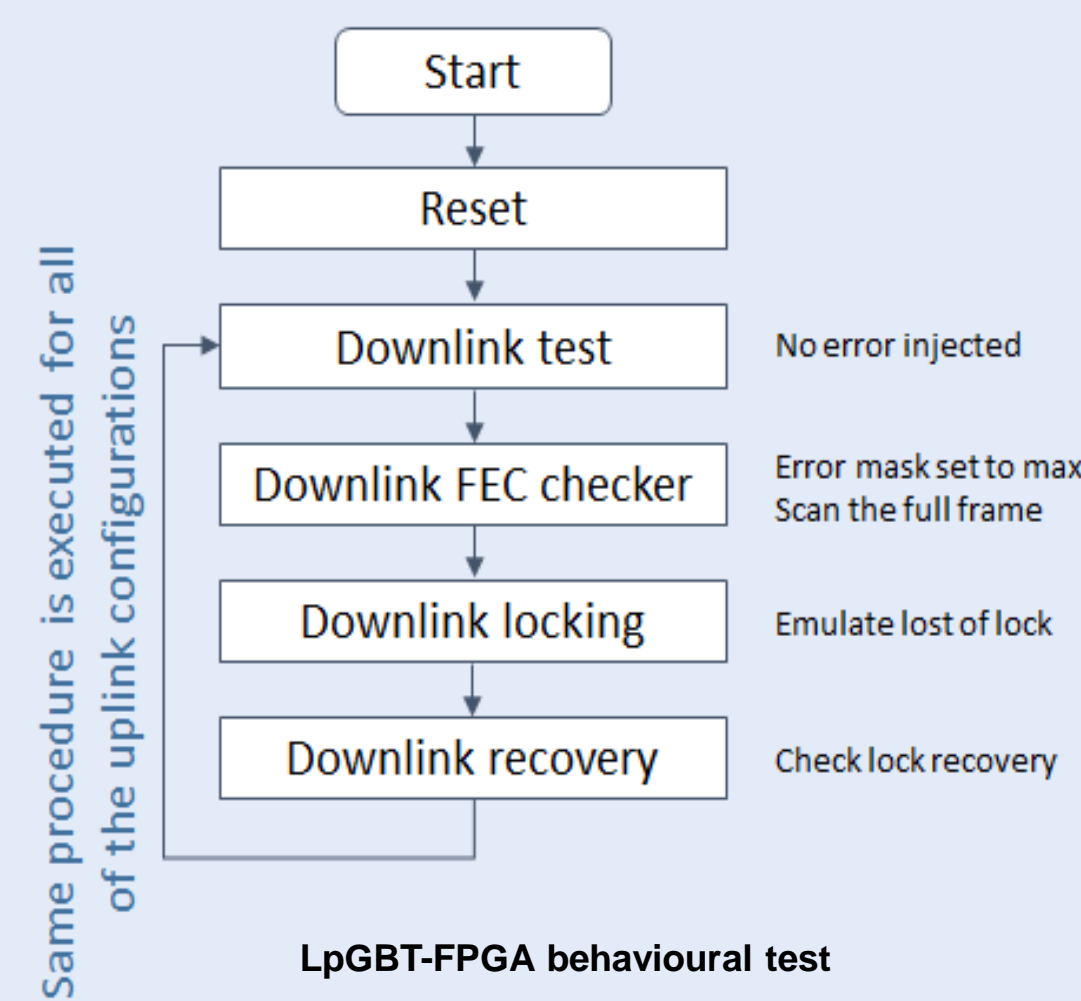 Start
Reset
Downlink test
No error injected
Downlink FEC checker
Error mask set to max
Scan the full frame
Downlink locking
Emulate lost of lock
Downlink recovery
Check lock recovery
Same procedure is executed for all
of the uplink configurations
LpGBT-FPGA behavioural test